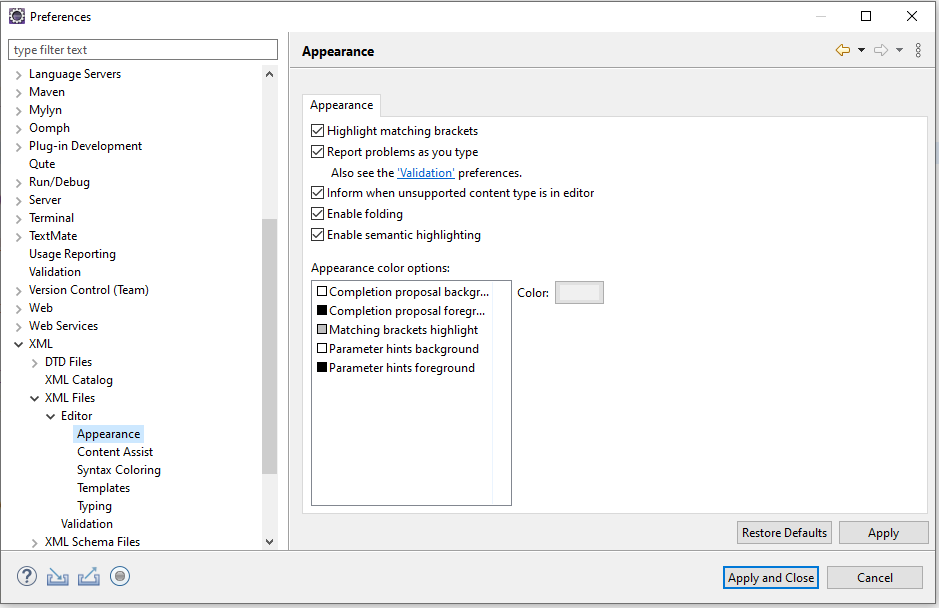 Preferences
type filter text
Language Servers
Maven
Mylyn
Oomph
Plug-in Development
Qute
Run/Debug
Server
Terminal
TextMate
Usage Reporting
Validation
Version Control (Team)
Web
Web Services
XML
DTD Files
XML Catalog
XML Files
Editor
Appearance
Content Assist
Syntax Coloring
Templates
Typing
Validation
XML Schema Files
Appearance
Appearance
Highlight matching brackets
Report problems as you type
Also see the 'Validation' preferences.
Inform when unsupported content type is in editor
Enable folding
Enable semantic highlighting
Appearance color options:
Completion proposal backgr...
Completion proposal foregr...
Matching brackets highlight
Parameter hints background
Parameter hints foreground
Color:
Restore Defaults
Apply
?
Apply and Close
Cancel